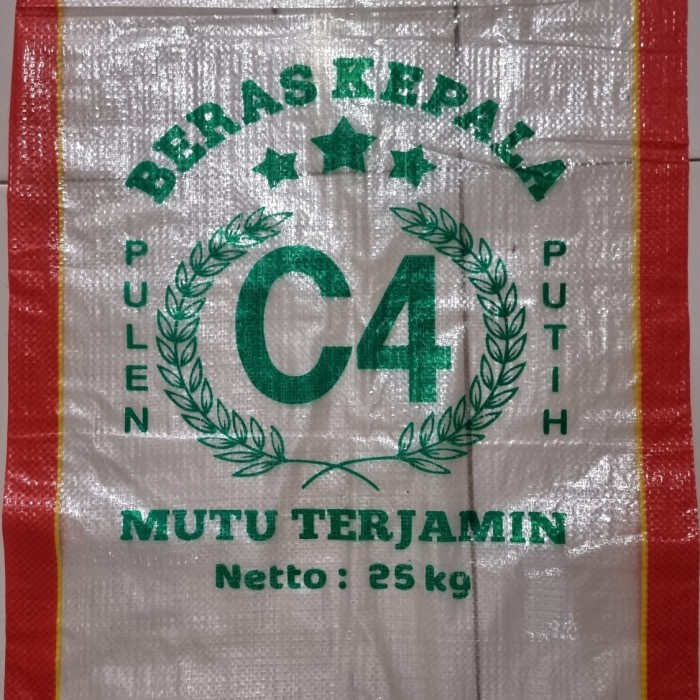 BERAS KEPALA
PULEN
C4
PUTIH
MUTU TERJAMIN
Netto : 25 kg